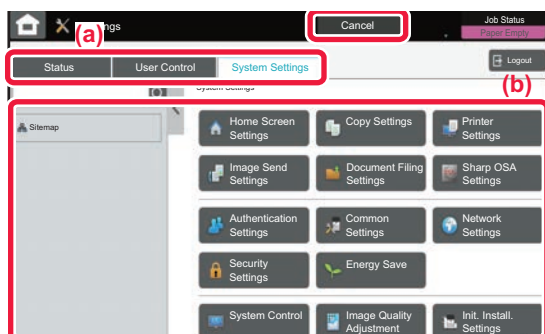 ngs
(a)
Cancel
Job Status
Paper Empty
Status
User Control
System Settings
Logout
(b)
System Settings
Sitemap
Home Screen
Settings
Copy Settings
Printer
Settings
Image Send
Settings
Document Filing
Settings
Sharp OSA
Settings
Authentication
Settings
Common
Settings
Network
Settings
Security
Settings
Energy Save
System Control
Image Quality
Adjustment
Init. Install.
Settings